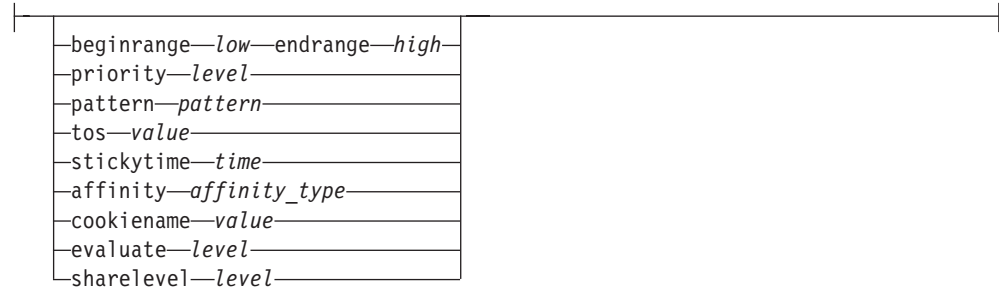 beginrange low endrange high
priority level
pattern pattern
tos value
stickytime time
affinity affinity_type
cookiename value
evaluate level
sharelevel level